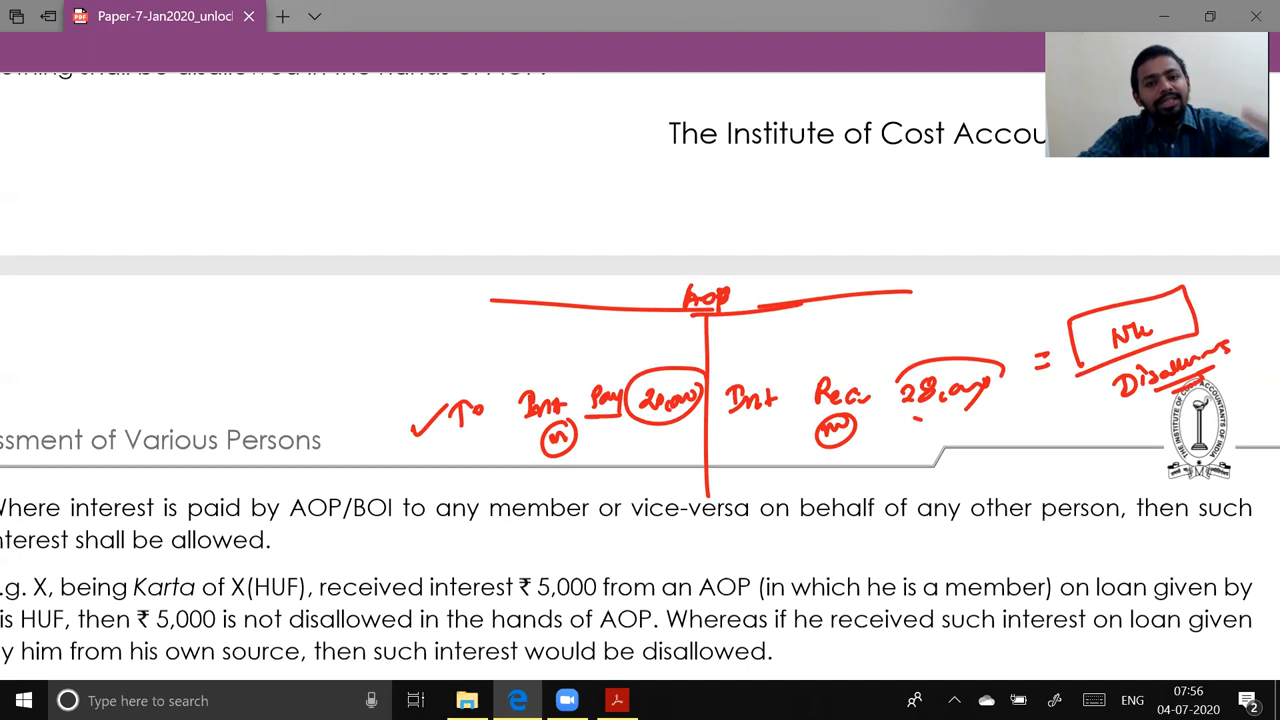 Paper-7-Jan2020_unlocl
The Institute of Cost Accou
AOP
Int Pay 20,000 Int Rec 28,000 = Nil
Disallowance
m m
ssment of Various Persons
Where interest is paid by AOP/BOI to any member or vice-versa on behalf of any other person, then such
nterest shall be allowed.
.g. X, being Karta of X(HUF), received interest ₹ 5,000 from an AOP (in which he is a member) on loan given by
is HUF, then ₹ 5,000 is not disallowed in the hands of AOP. Whereas if he received such interest on loan given
y him from his own source, then such interest would be disallowed.
Type here to search
ENG
07:56
04-07-2020
2